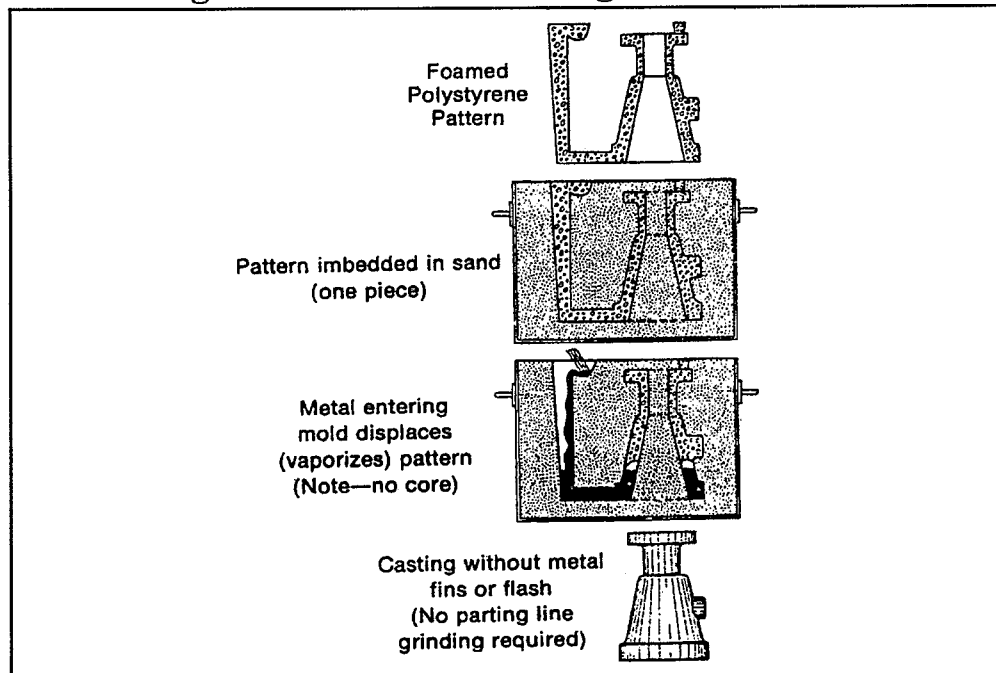 Foamed
Polystyrene
Pattern
Pattern imbedded in sand
(one piece)
Metal entering
mold displaces
(vaporizes) pattern
(Note—no core)
Casting without metal
fins or flash
(No parting line
grinding required)